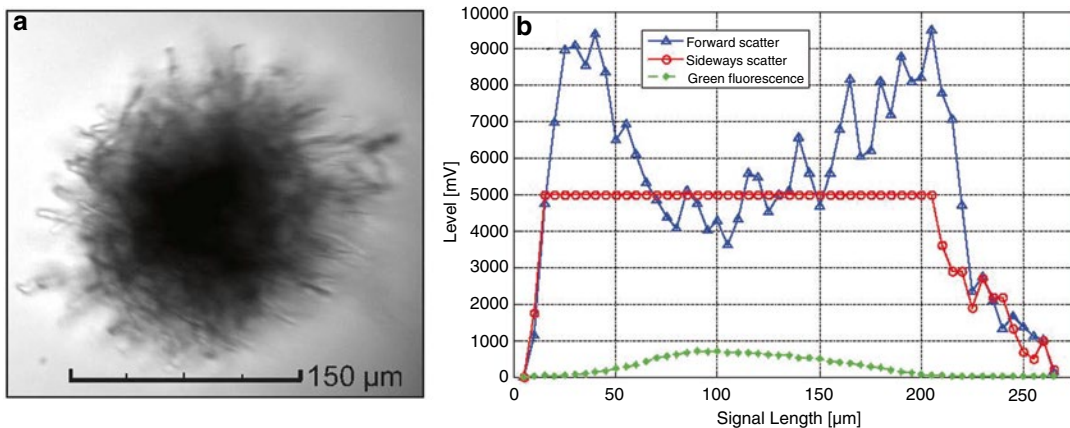 a
150 µm
b
Level [mV]
10000
9000
8000
7000
6000
5000
4000
3000
2000
1000
0
Forward scatter
Sideways scatter
Green fluorescence
0 50 100 150 200 250
Signal Length [µm]